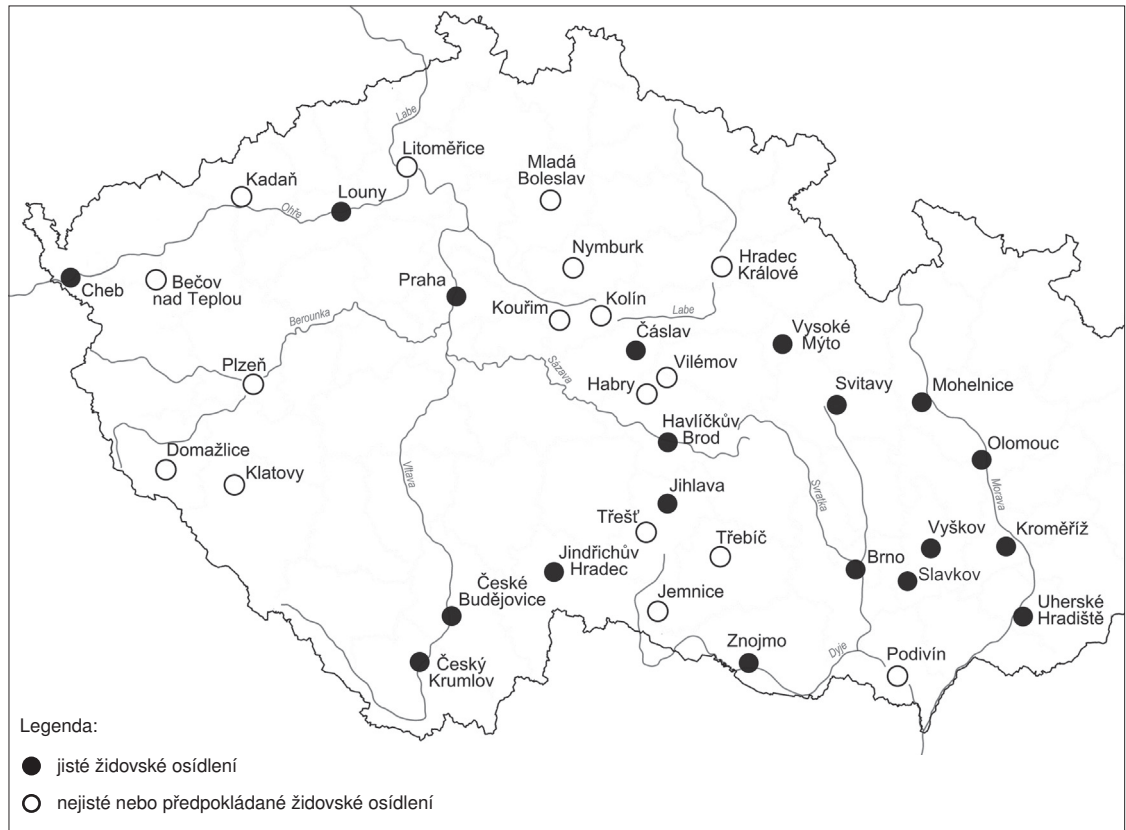 Labe
Litoměřice
Mladá
Boleslav
Kadaň
Louny
Ohře
Nymburk
Hradec
Králové
Cheb
Bečov
nad Teplou
Praha
Kouřim
Kolín
Labe
Berounka
Čáslav
Vysoké
Mýto
Plzeň
Sázava
Vilémov
Habry
Svitavy
Mohelnice
Havlíčkův
Brod
Domažlice
Klatovy
Vltava
Olomouc
Svratka
Morava
Jihlava
Třešť
Třebíč
Vyškov
Kroměříž
Jindřichův
Hradec
Brno
Slavkov
České
Budějovice
Jemnice
Uherské
Hradiště
Znojmo
Dyje
Podivín
Český
Krumlov
Legenda:
jisté židovské osídlení
nejisté nebo předpokládané židovské osídlení